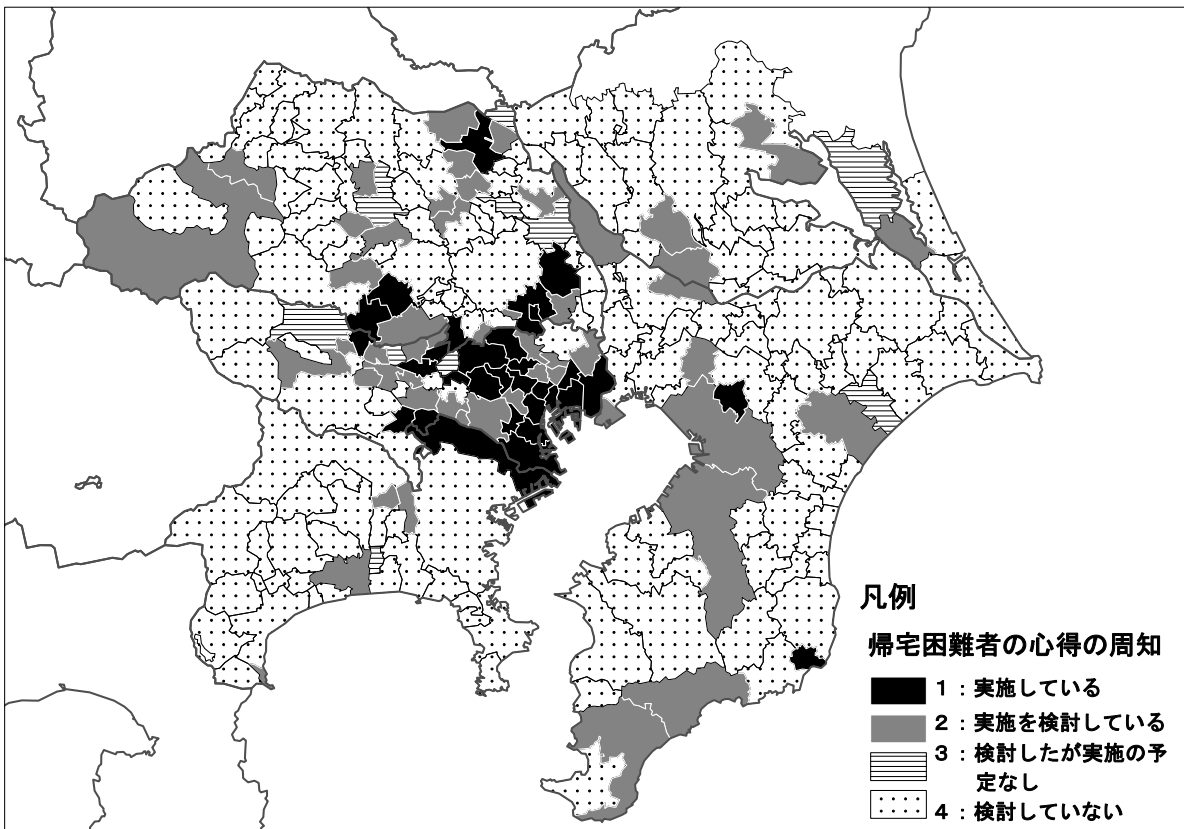 凡例
帰宅困難者の心得の周知
1：実施している
2：実施を検討している
3：検討したが実施の予
定なし
4：検討していない